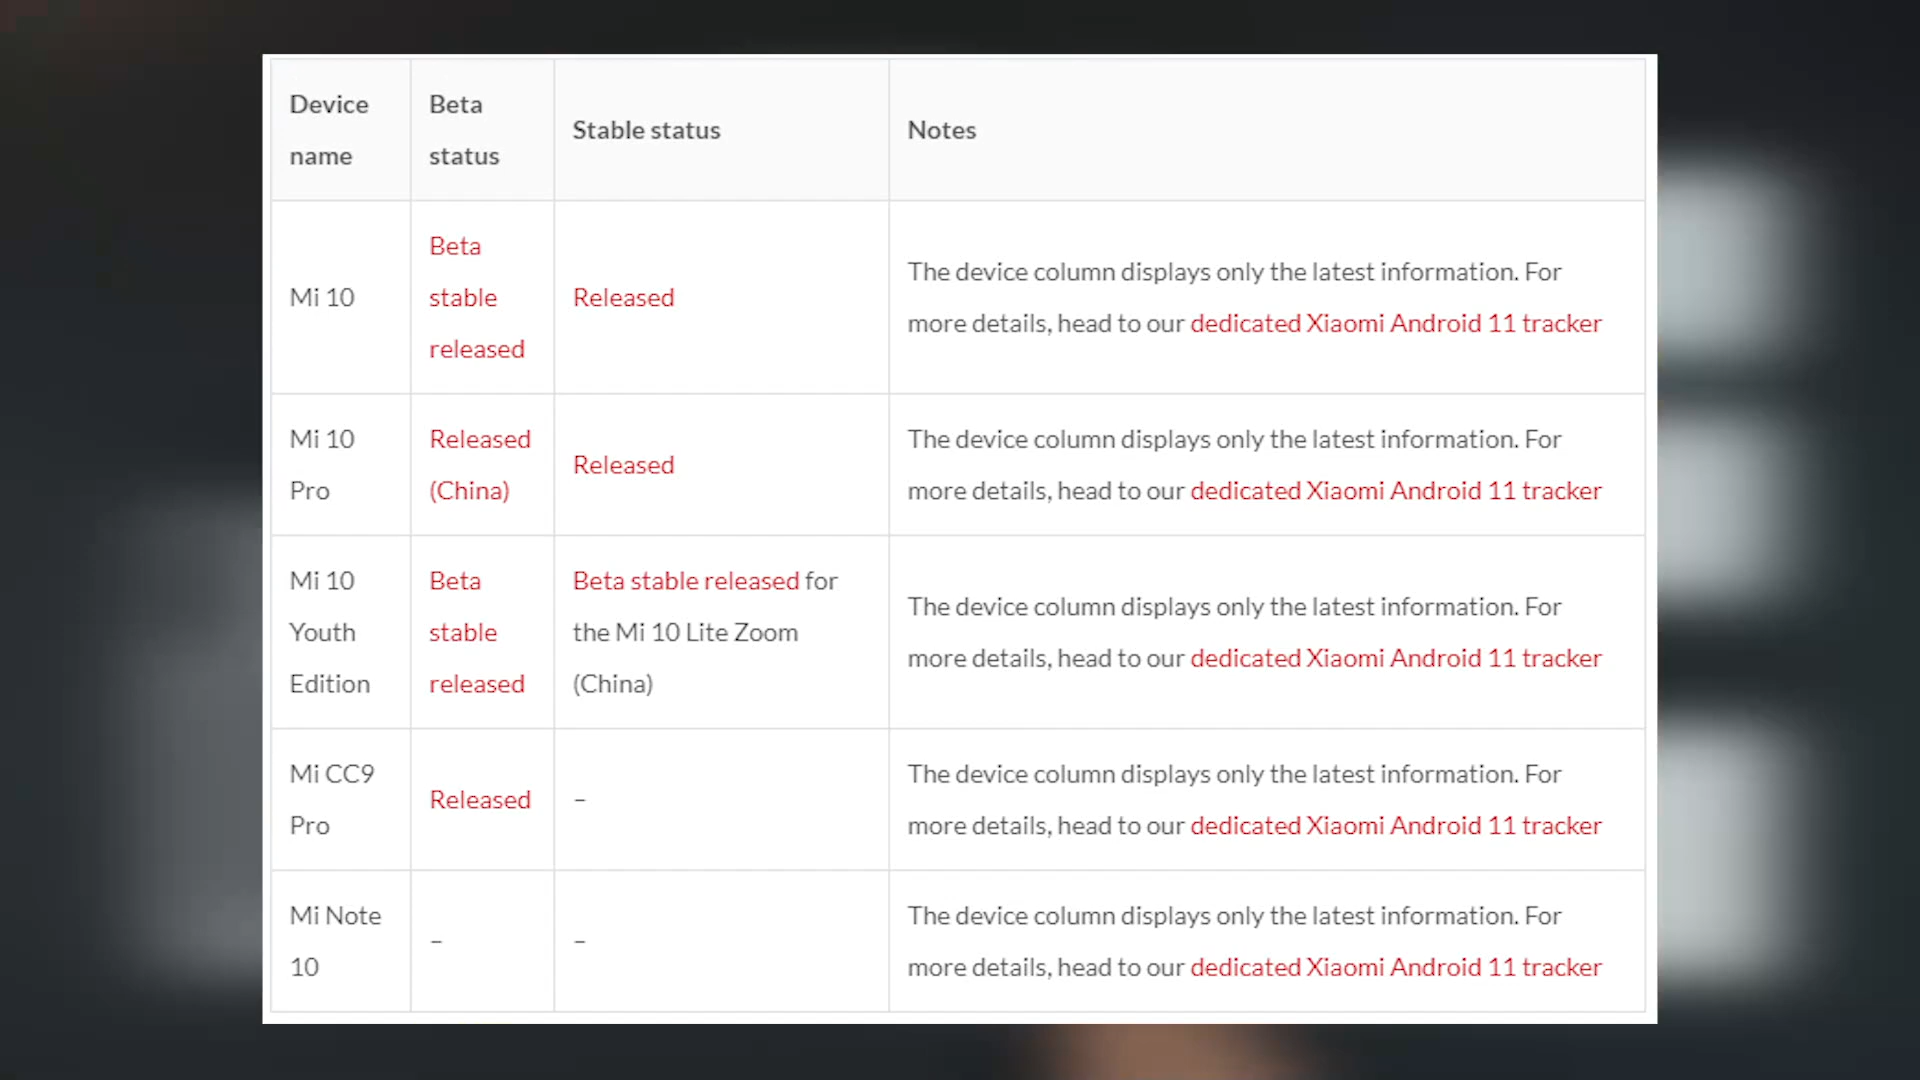 Device
name
Beta
status
Stable status
Notes
Mi 10
Beta
stable
released
Released
The device column displays only the latest information. For
more details, head to our dedicated Xiaomi Android 11 tracker
Mi 10
Pro
Released
(China)
Released
The device column displays only the latest information. For
more details, head to our dedicated Xiaomi Android 11 tracker
Mi 10
Youth
Edition
Beta
stable
released
Beta stable released for
the Mi 10 Lite Zoom
(China)
The device column displays only the latest information. For
more details, head to our dedicated Xiaomi Android 11 tracker
Mi CC9
Pro
Released
–
The device column displays only the latest information. For
more details, head to our dedicated Xiaomi Android 11 tracker
Mi Note
10
–
–
The device column displays only the latest information. For
more details, head to our dedicated Xiaomi Android 11 tracker